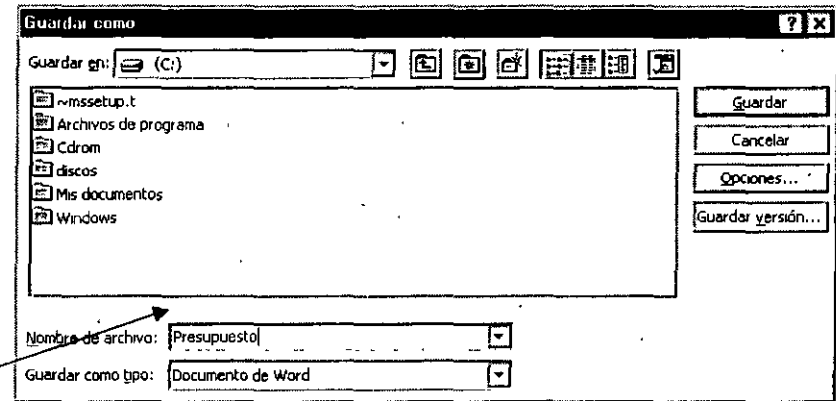 Guardar como
Guardar en: (C:)
~mssetup.t
Archivos de programa
Cdrom
discos
Mis documentos
Windows
Guardar
Cancelar
Opciones...
Guardar versión...
Nombre de archivo: Presupuesto
Guardar como tipo: Documento de Word